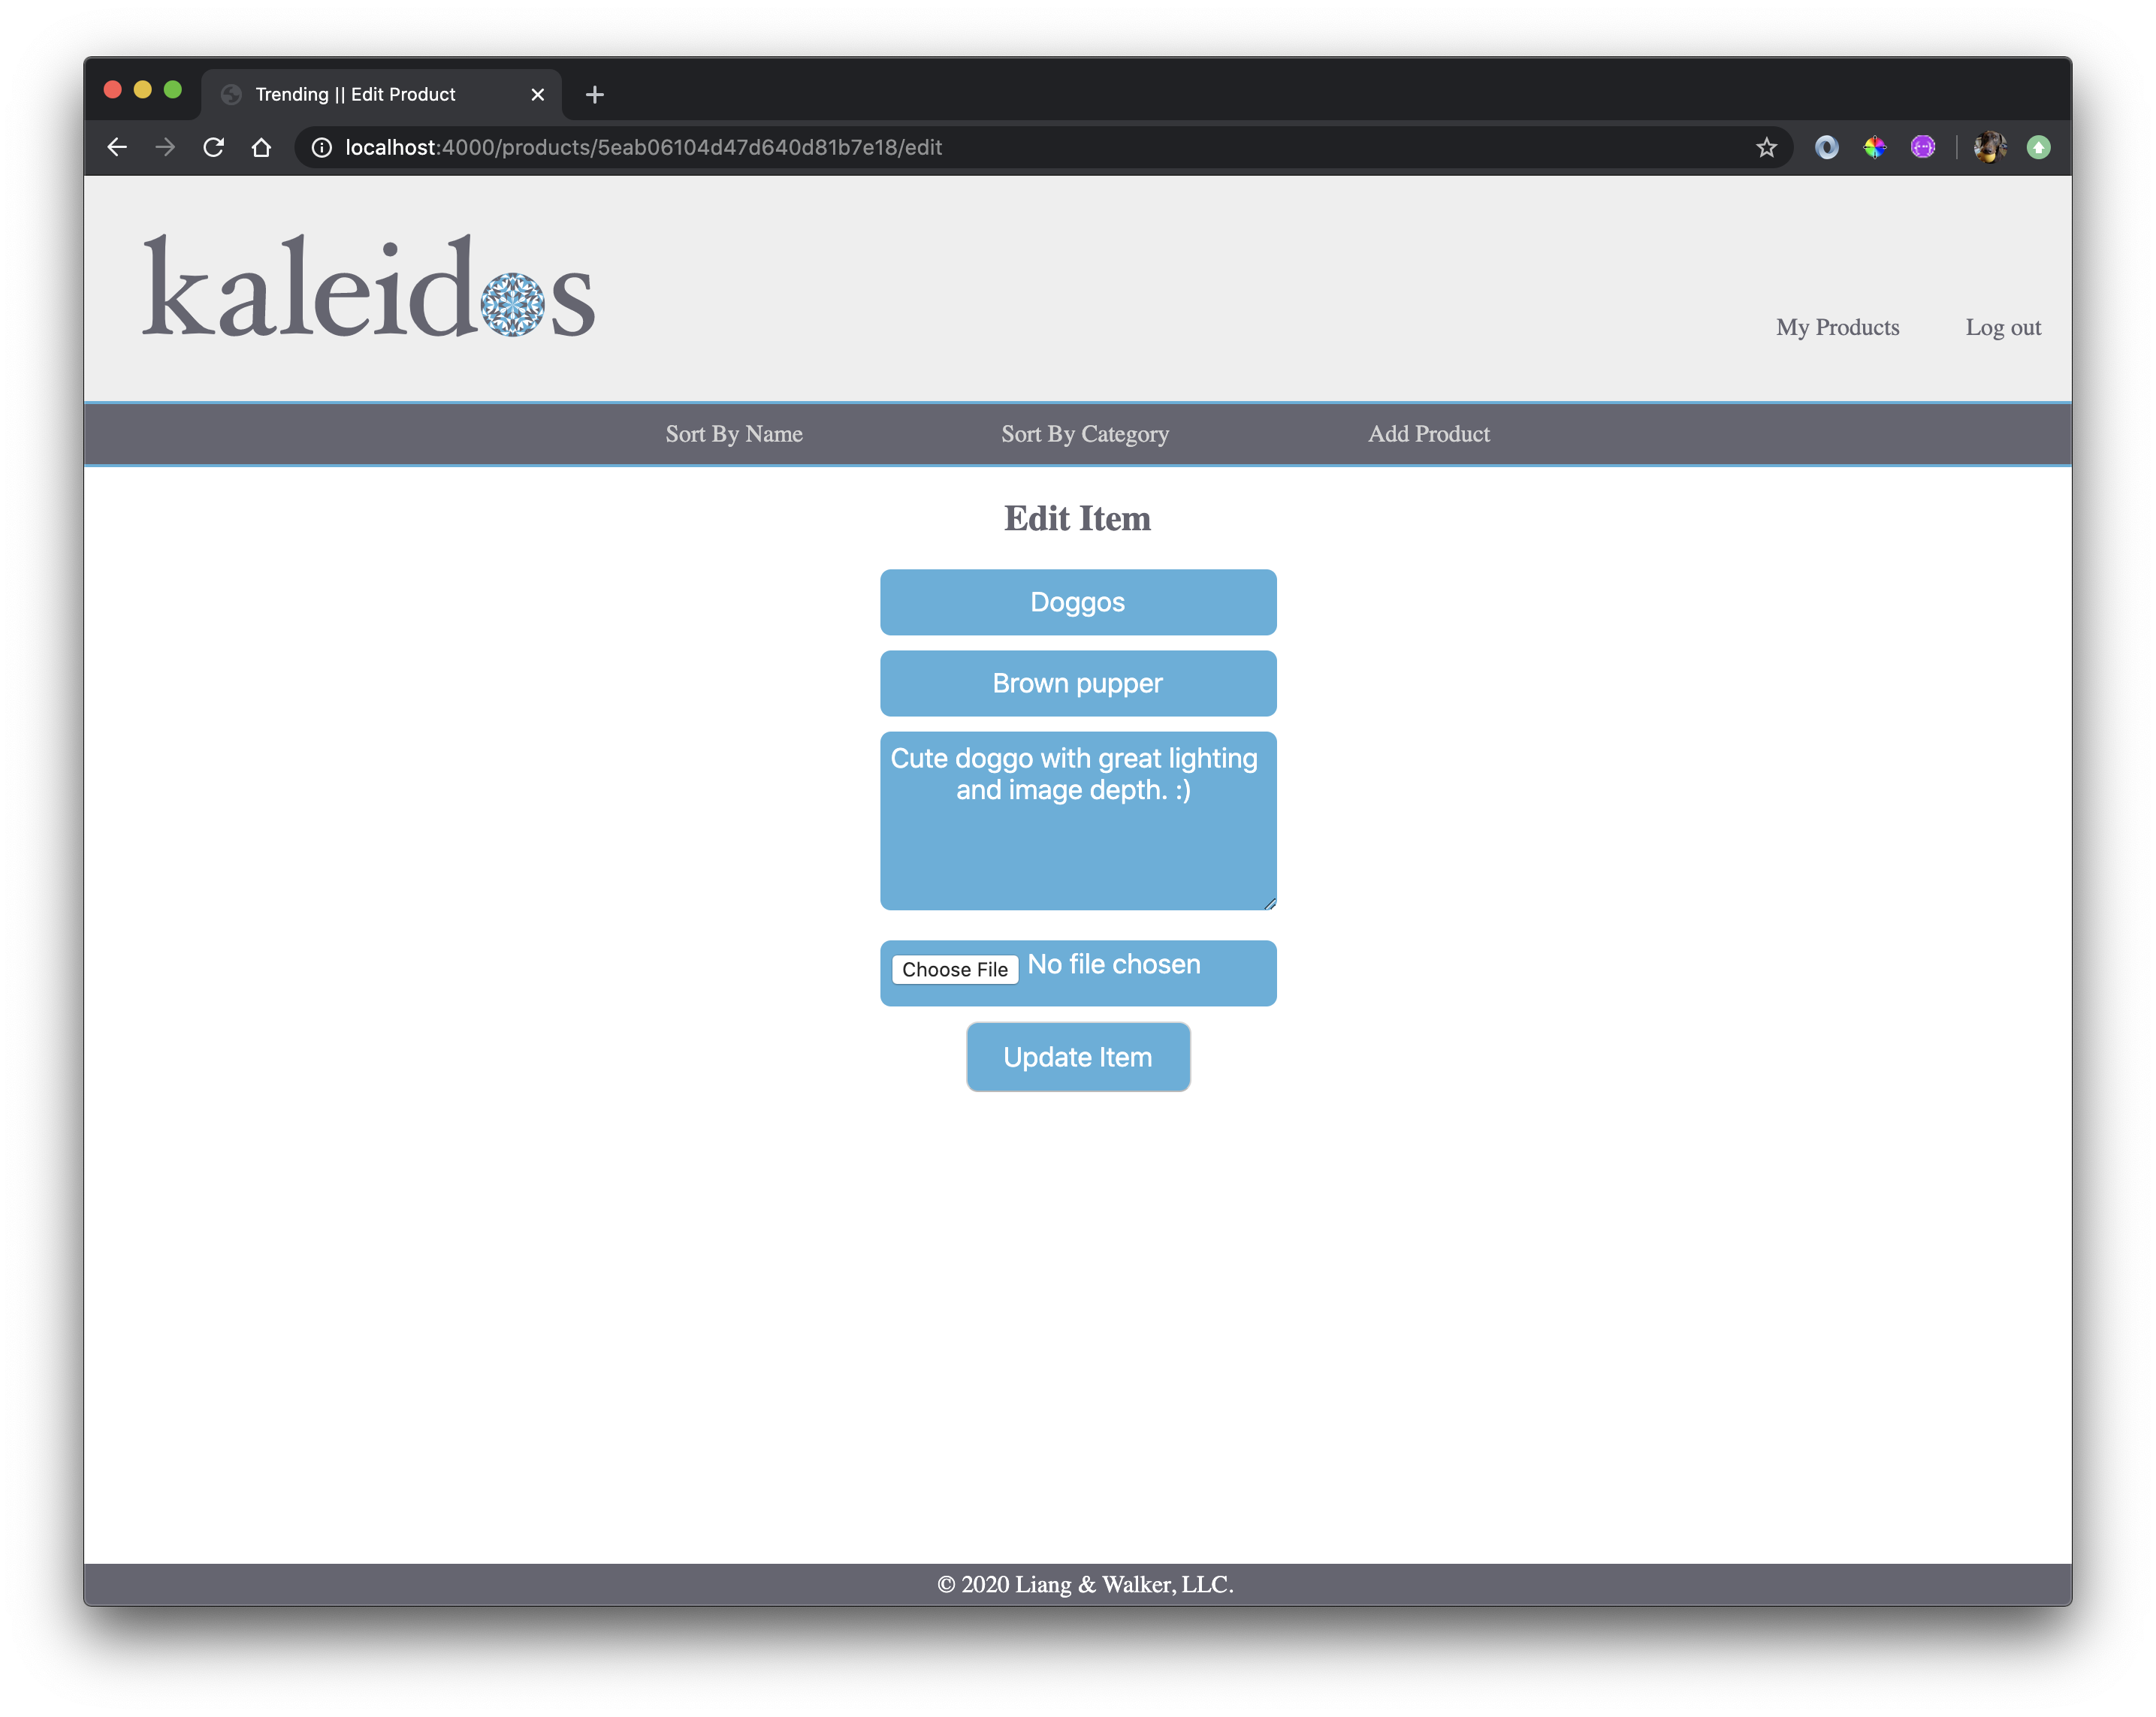 Trending || Edit Product
localhost:4000/products/5eab06104d47d640d81b7e18/edit
kaleidos
My Products
Log out
Sort By Name
Sort By Category
Add Product
Edit Item
Doggos
Brown pupper
Cute doggo with great lighting
and image depth. :)
Choose File No file chosen
Update Item
© 2020 Liang & Walker, LLC.